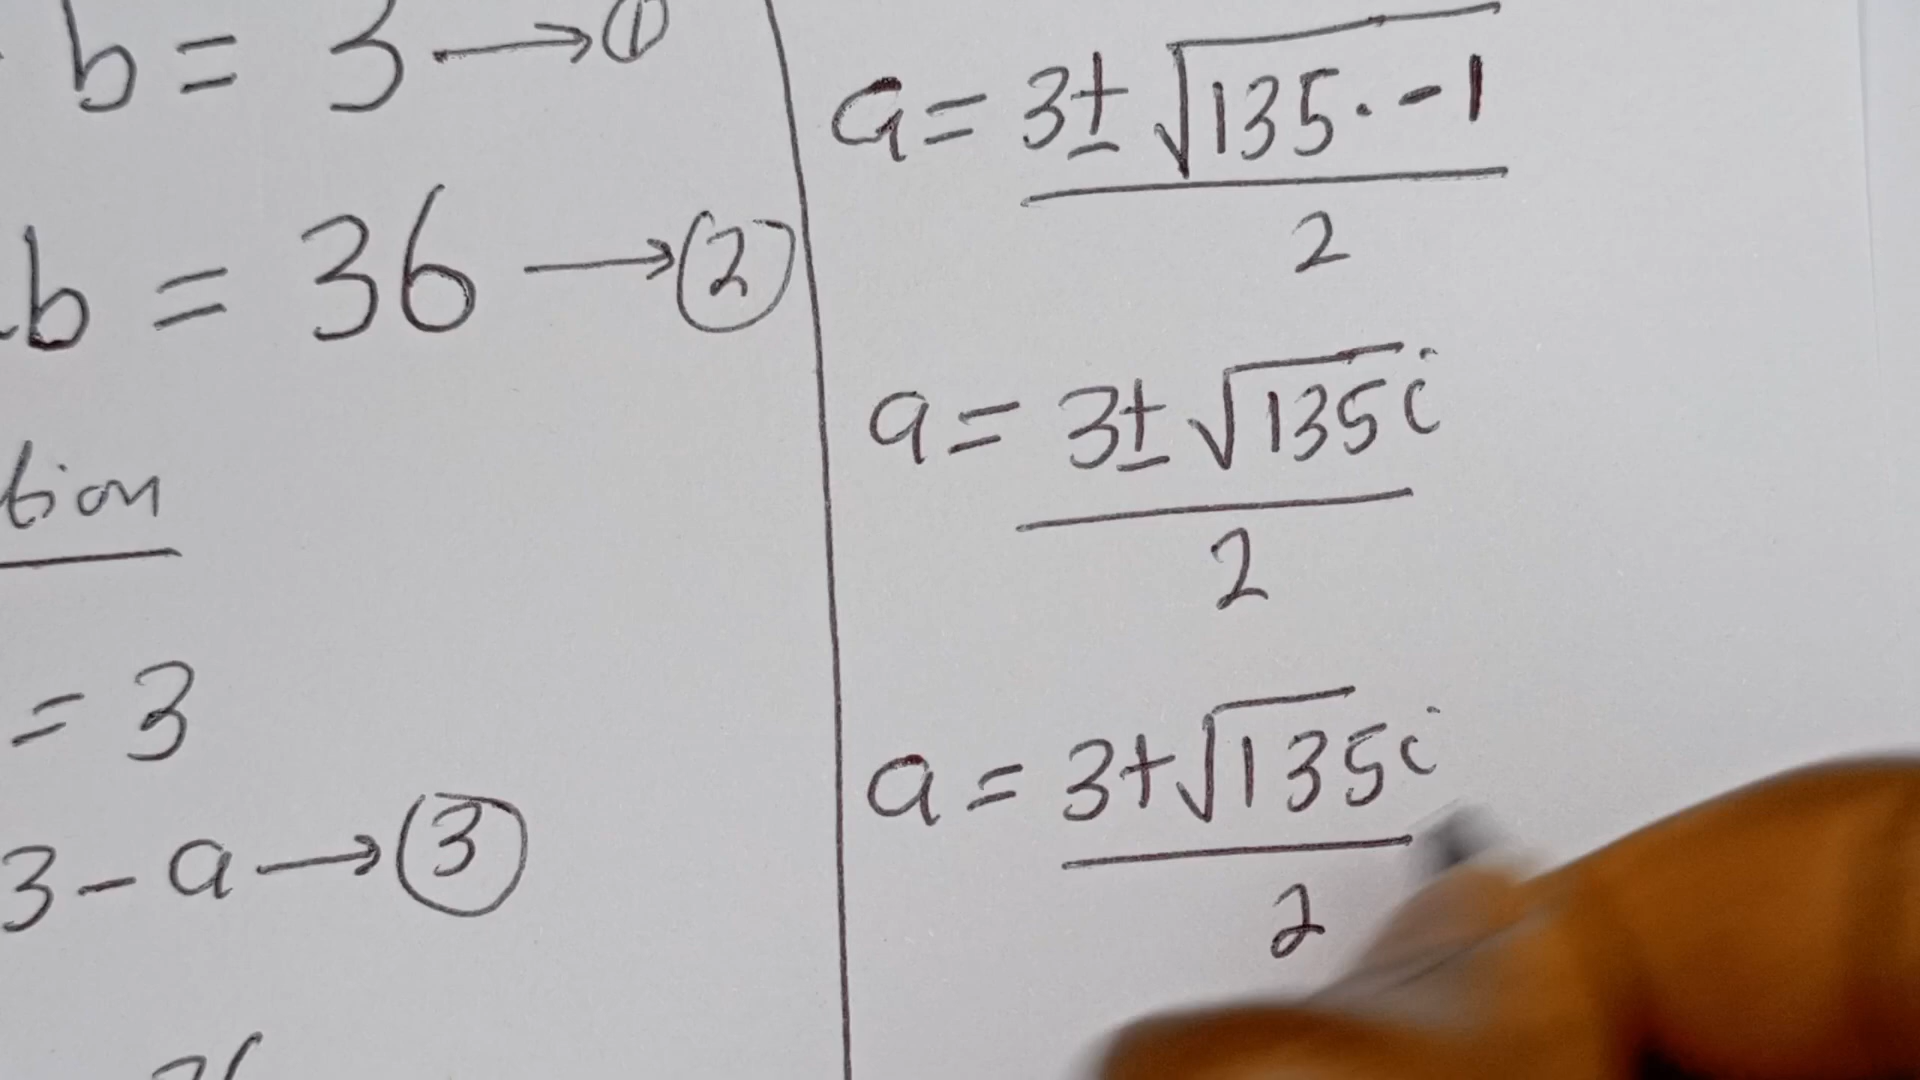 b = 3 → ①
b = 36 → ②
tion
= 3
3 - a → ③
a = 3 ± √135 · -1
2
a = 3 ± √135 i
2
a = 3 + √135 i
2